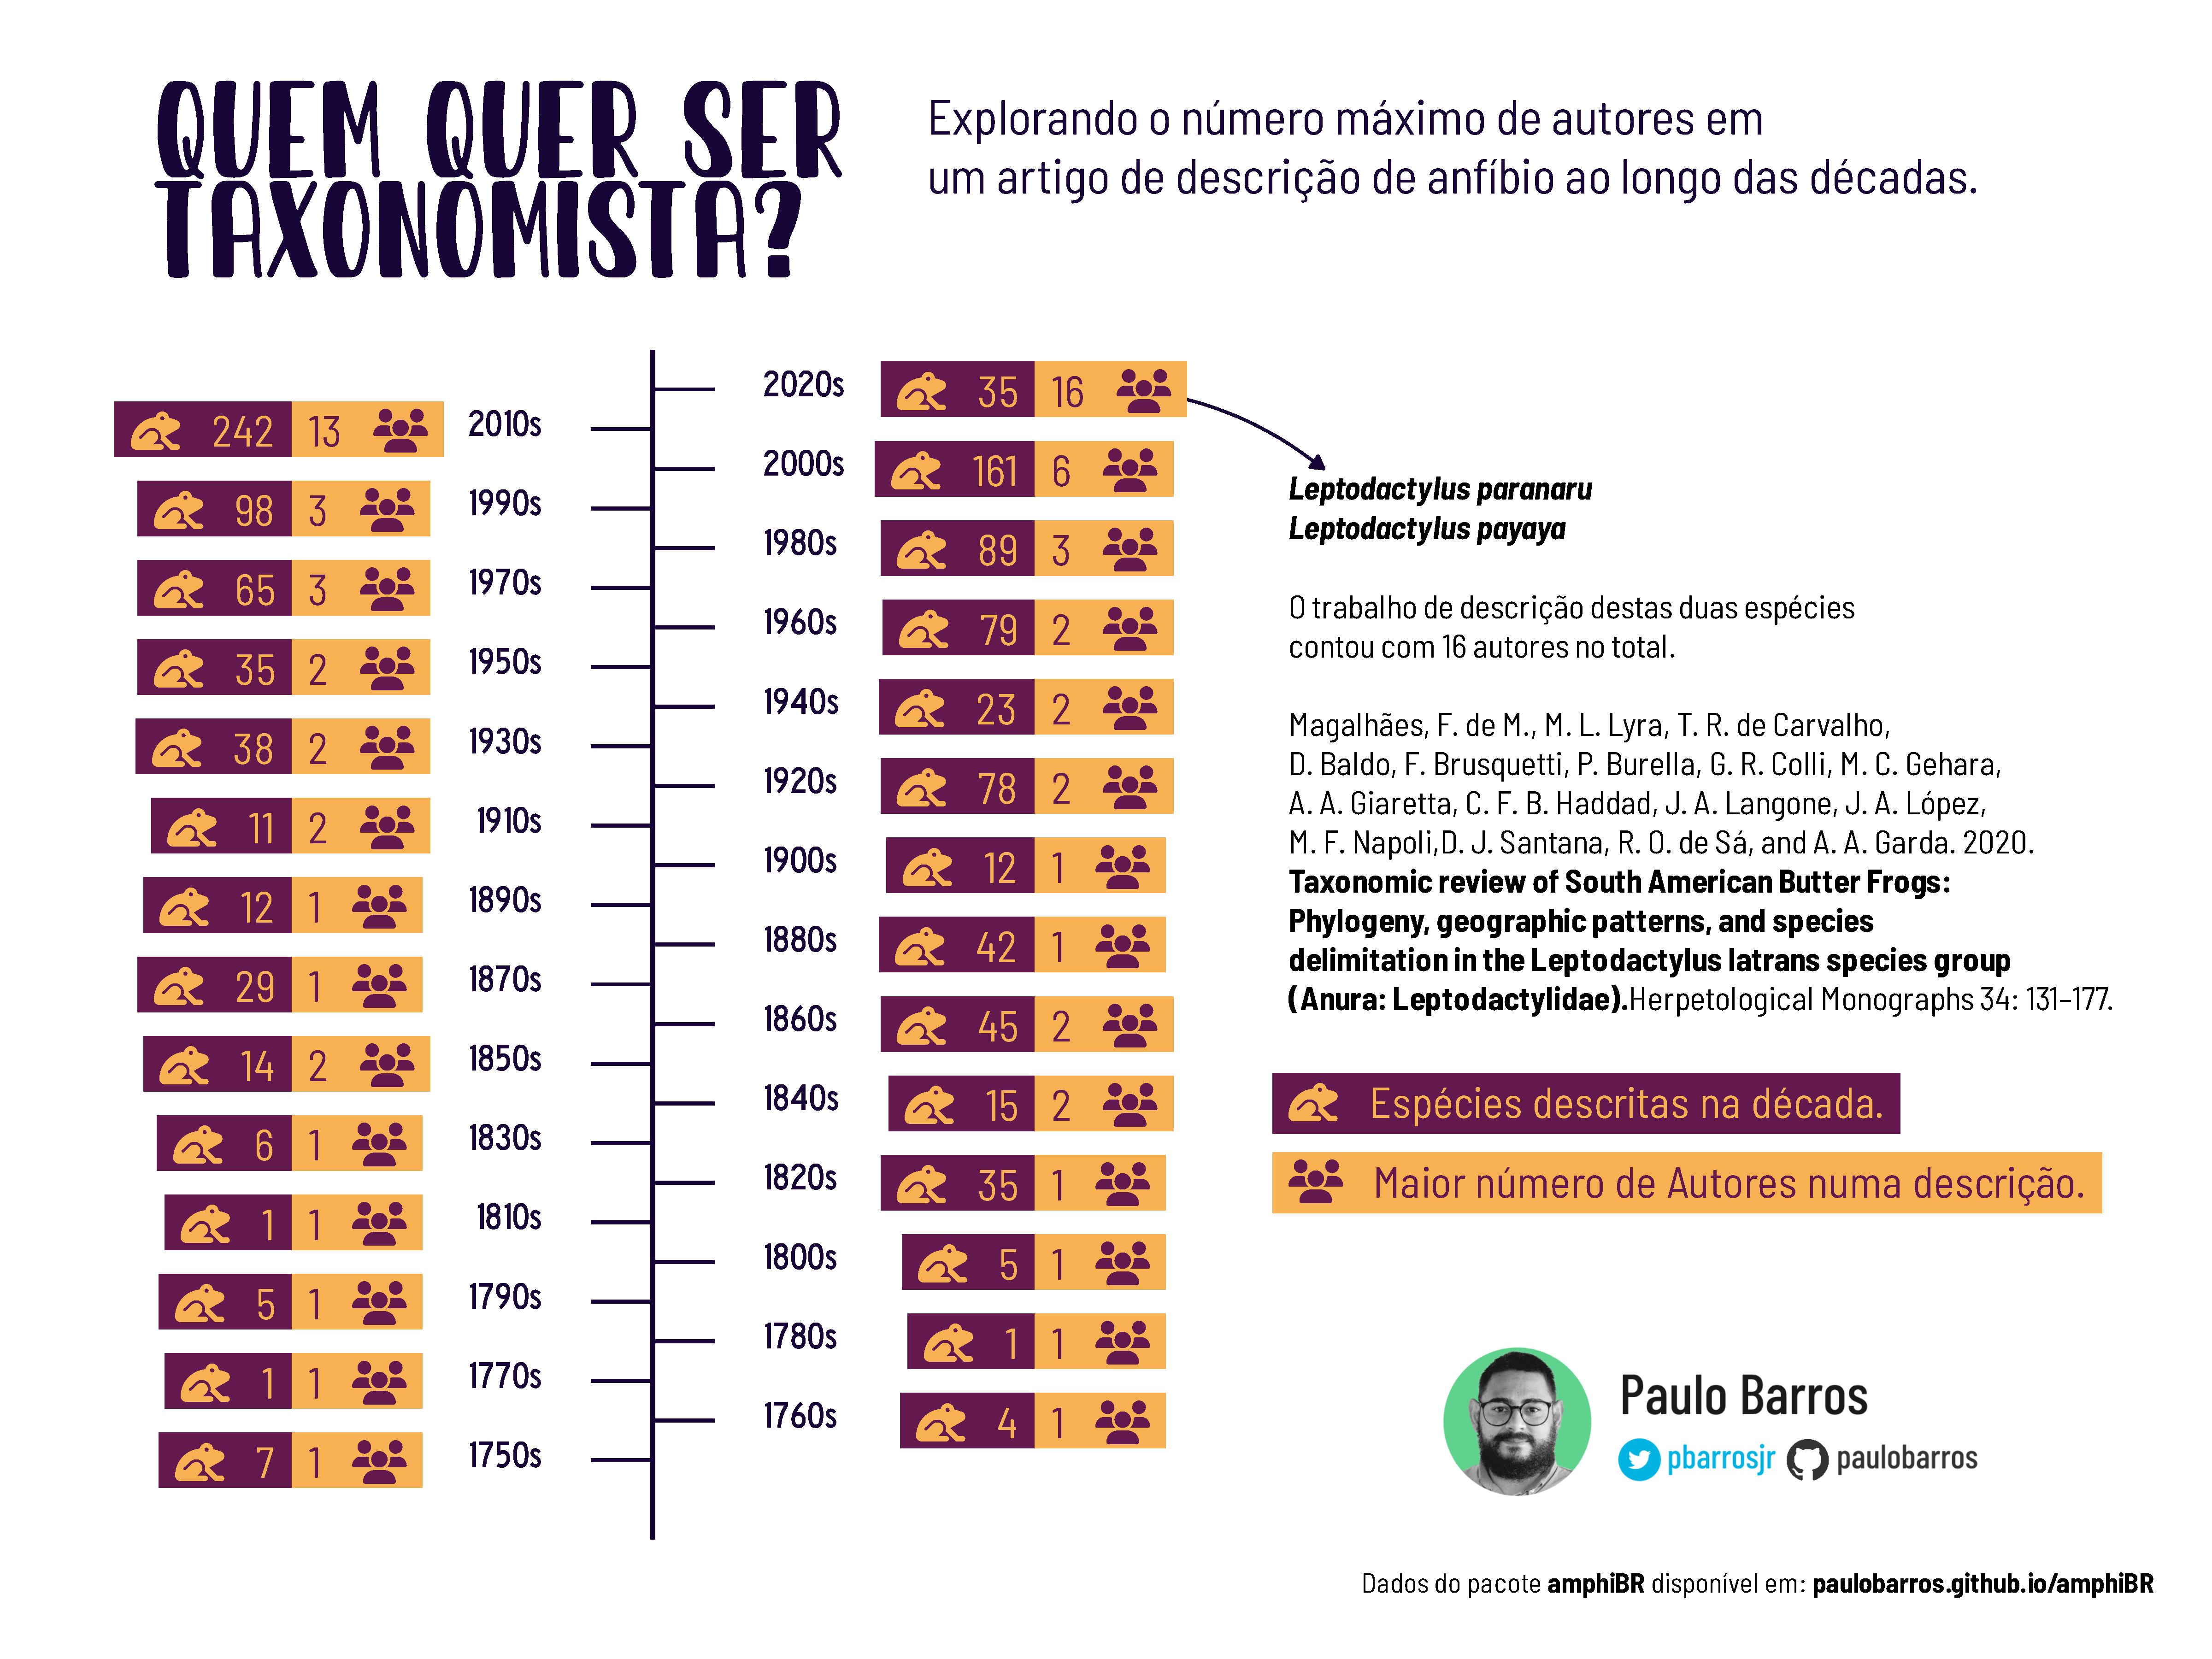 QUEM QUER SER
TAXONOMISTA?
Explorando o número máximo de autores em
um artigo de descrição de anfíbio ao longo das décadas.
2020s 35 16
242 13 2010s
2000s 161 6
98 3 1990s
1980s 89 3
65 3 1970s
1960s 79 2
35 2 1950s
1940s 23 2
38 2 1930s
1920s 78 2
11 2 1910s
1900s 12 1
12 1 1890s
1880s 42 1
29 1 1870s
1860s 45 2
14 2 1850s
1840s 15 2
6 1 1830s
1820s 35 1
1 1 1810s
1800s 5 1
5 1 1790s
1780s 1 1
1 1 1770s
1760s 4 1
7 1 1750s
Leptodactylus paranaru
Leptodactylus payaya
O trabalho de descrição destas duas espécies
contou com 16 autores no total.
Magalhães, F. de M., M. L. Lyra, T. R. de Carvalho,
D. Baldo, F. Brusquetti, P. Burella, G. R. Colli, M. C. Gehara,
A. A. Giaretta, C. F. B. Haddad, J. A. Langone, J. A. López,
M. F. Napoli,D. J. Santana, R. O. de Sá, and A. A. Garda. 2020.
Taxonomic review of South American Butter Frogs:
Phylogeny, geographic patterns, and species
delimitation in the Leptodactylus latrans species group
(Anura: Leptodactylidae).Herpetological Monographs 34: 131–177.
Espécies descritas na década.
Maior número de Autores numa descrição.
Paulo Barros
pbarrosjr paulobarros
Dados do pacote amphiBR disponível em: paulobarros.github.io/amphiBR